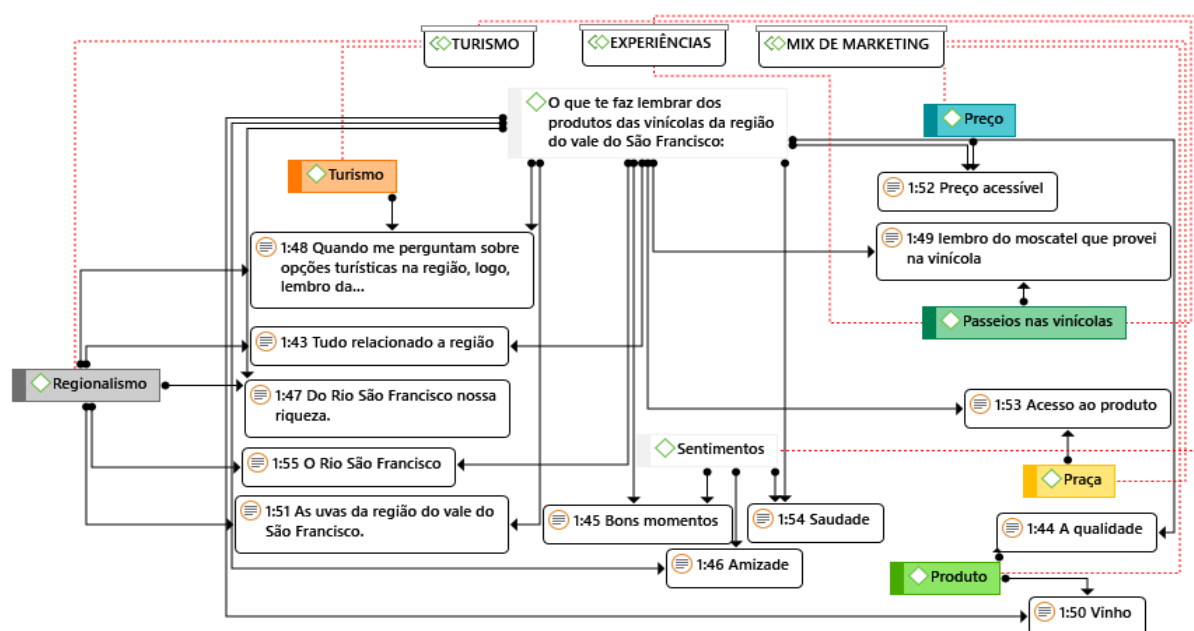 TURISMO
EXPERIÊNCIAS
MIX DE MARKETING
O que te faz lembrar dos
produtos das vinícolas da região
do vale do São Francisco:
Preço
Turismo
1:52 Preço acessível
1:48 Quando me perguntam sobre
opções turísticas na região, logo,
lembro da...
1:49 lembro do moscatel que provei
na vinícola
Passeios nas vinícolas
1:43 Tudo relacionado a região
Regionalismo
1:47 Do Rio São Francisco nossa
riqueza.
1:53 Acesso ao produto
Sentimentos
1:55 O Rio São Francisco
Praça
1:51 As uvas da região do vale do
São Francisco.
1:45 Bons momentos
1:54 Saudade
1:44 A qualidade
1:46 Amizade
Produto
1:50 Vinho